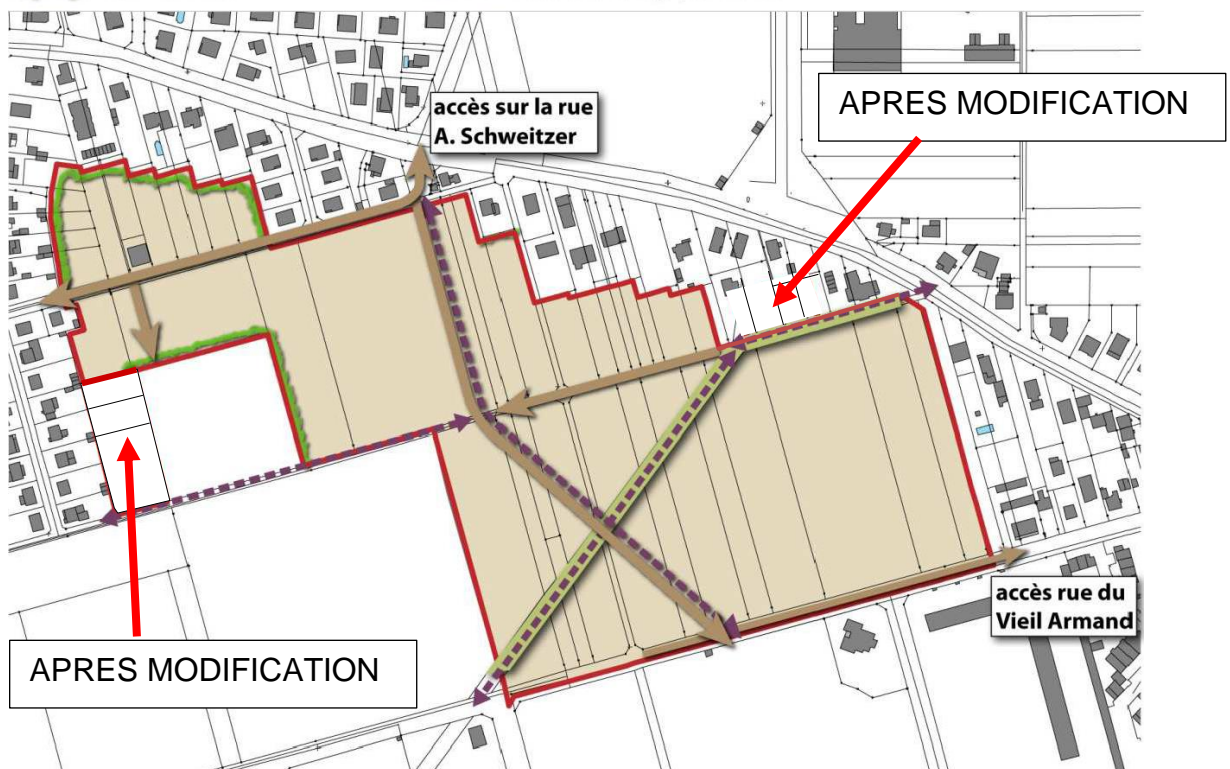 accès sur la rue
A. Schweitzer
APRES MODIFICATION
accès rue du
Vieil Armand
APRES MODIFICATION